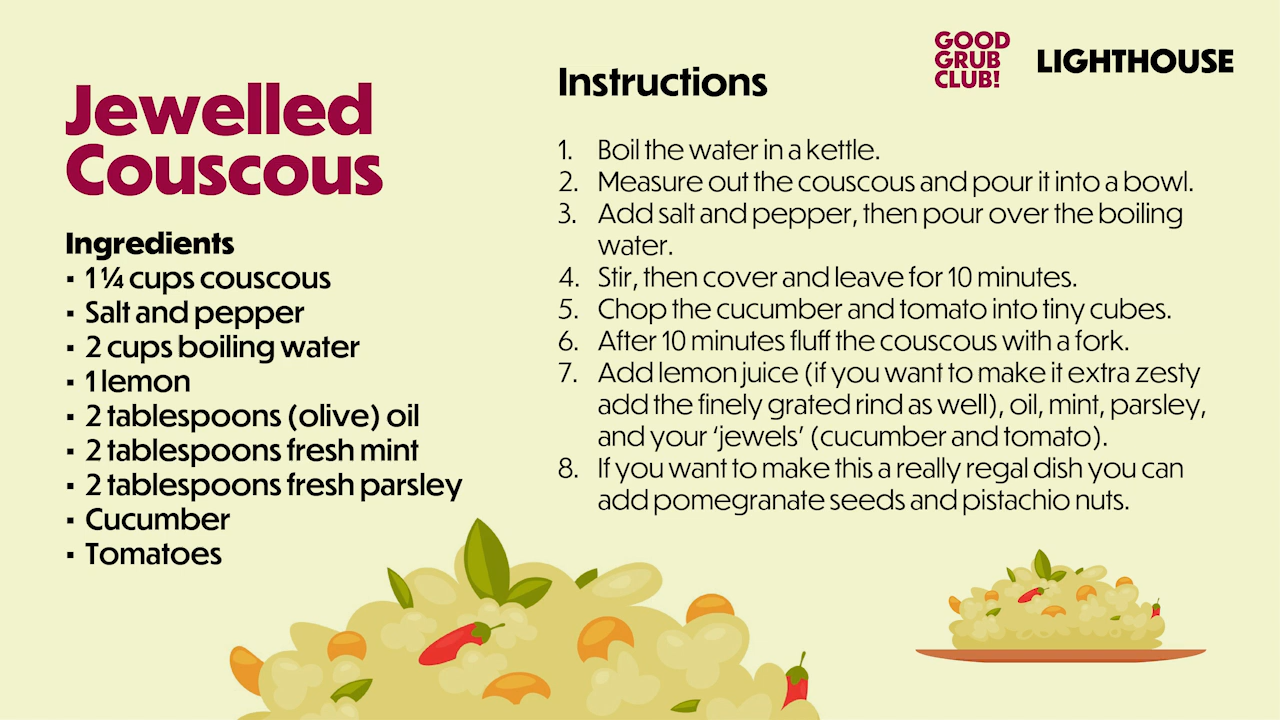 Jewelled
Couscous
Ingredients
▪ 1 ¼ cups couscous
▪ Salt and pepper
▪ 2 cups boiling water
▪ 1 lemon
▪ 2 tablespoons (olive) oil
▪ 2 tablespoons fresh mint
▪ 2 tablespoons fresh parsley
▪ Cucumber
▪ Tomatoes
Instructions
1. Boil the water in a kettle.
2. Measure out the couscous and pour it into a bowl.
3. Add salt and pepper, then pour over the boiling
water.
4. Stir, then cover and leave for 10 minutes.
5. Chop the cucumber and tomato into tiny cubes.
6. After 10 minutes fluff the couscous with a fork.
7. Add lemon juice (if you want to make it extra zesty
add the finely grated rind as well), oil, mint, parsley,
and your ‘jewels’ (cucumber and tomato).
8. If you want to make this a really regal dish you can
add pomegranate seeds and pistachio nuts.
GOOD
GRUB
CLUB!
LIGHTHOUSE